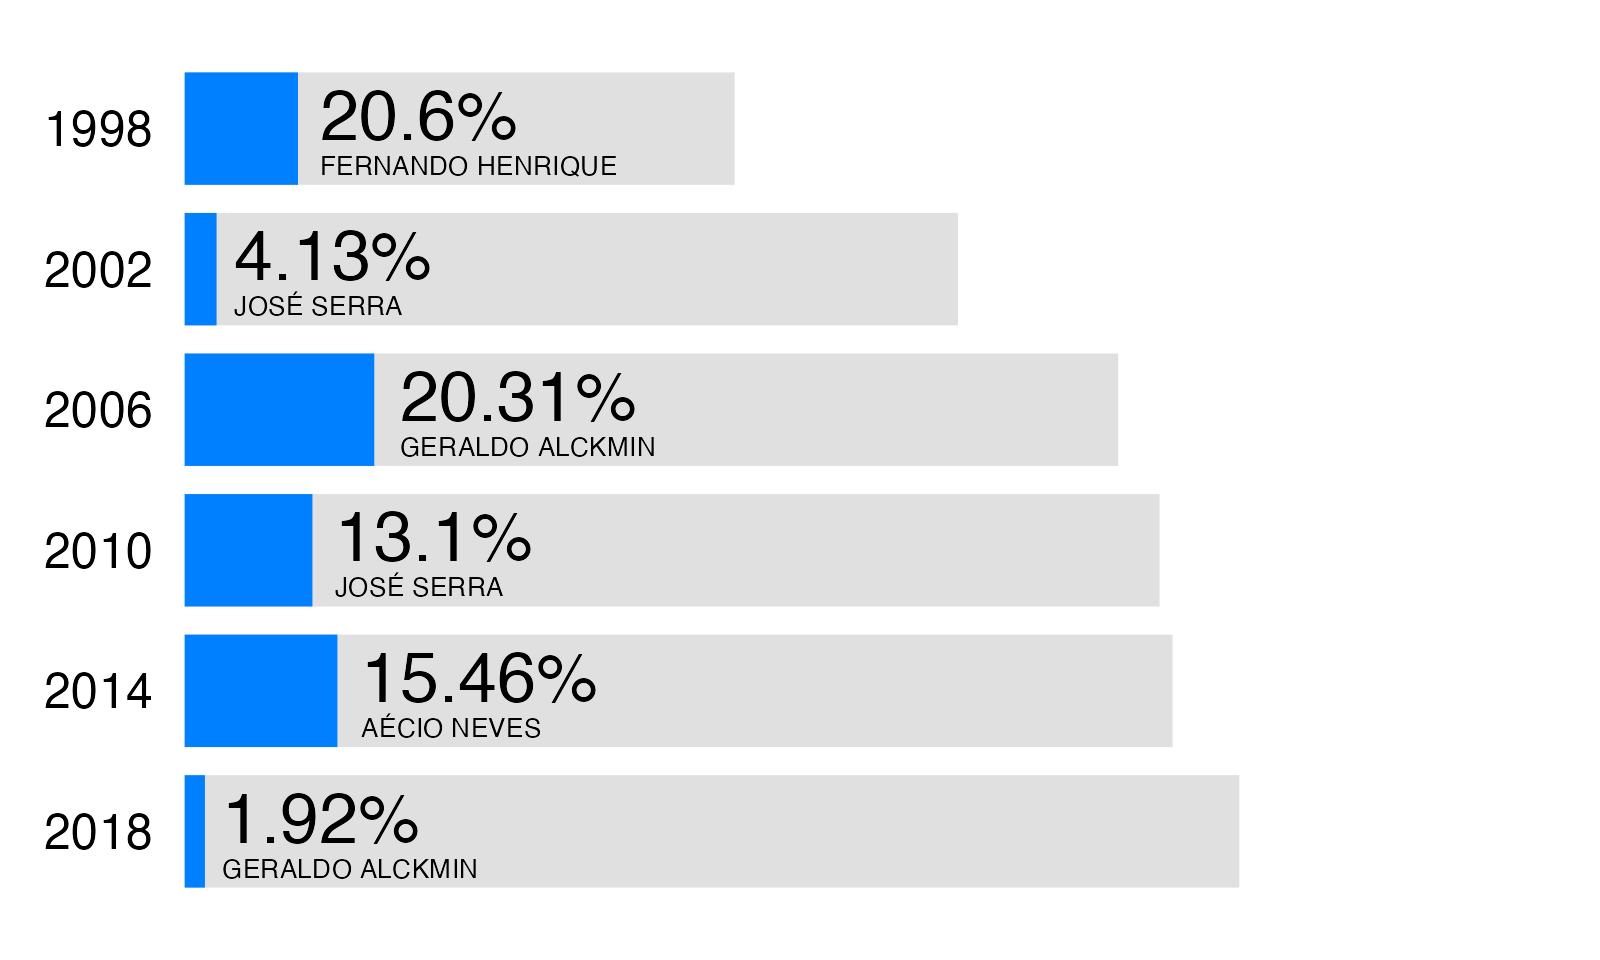 1998
20.6%
FERNANDO HENRIQUE
2002
4.13%
JOSÉ SERRA
2006
20.31%
GERALDO ALCKMIN
2010
13.1%
JOSÉ SERRA
2014
15.46%
AÉCIO NEVES
2018
1.92%
GERALDO ALCKMIN